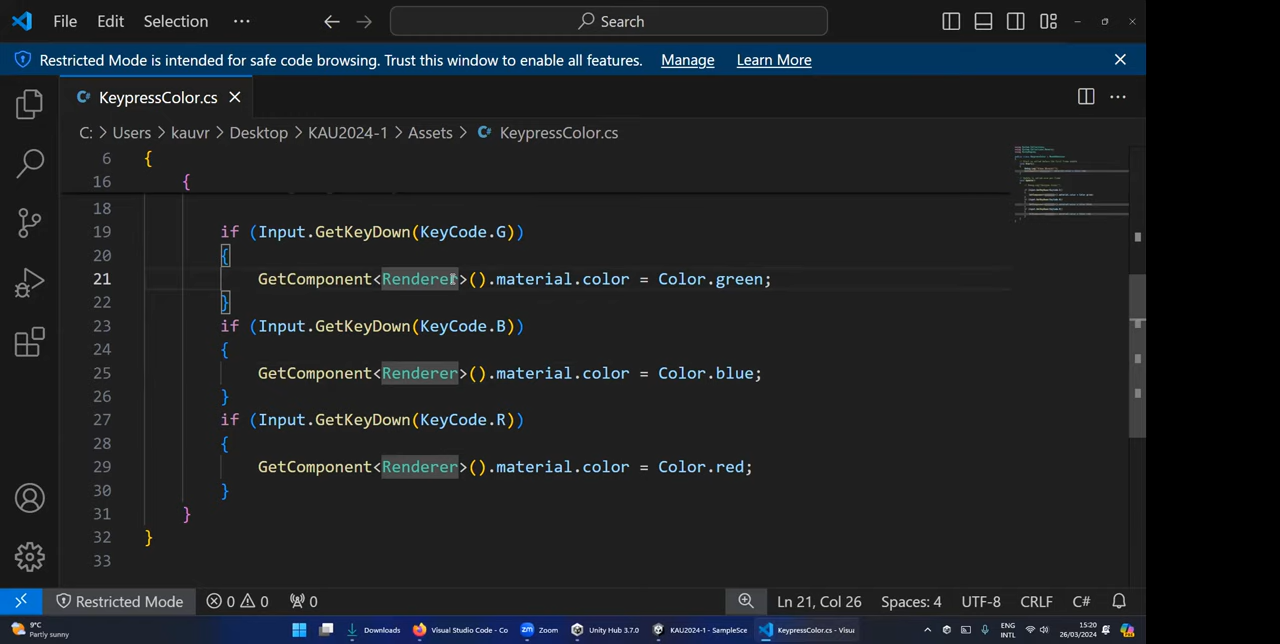 File Edit Selection ··· Search
Restricted Mode is intended for safe code browsing. Trust this window to enable all features. Manage Learn More
KeypressColor.cs
C: > Users > kauvr > Desktop > KAU2024-1 > Assets > KeypressColor.cs
6 {
16 {
18
19 if (Input.GetKeyDown(KeyCode.G))
20 {
21 GetComponent<Renderer>().material.color = Color.green;
22 }
23 if (Input.GetKeyDown(KeyCode.B))
24 {
25 GetComponent<Renderer>().material.color = Color.blue;
26 }
27 if (Input.GetKeyDown(KeyCode.R))
28 {
29 GetComponent<Renderer>().material.color = Color.red;
30 }
31 }
32 }
33
Restricted Mode 0 0 0 Ln 21, Col 26 Spaces: 4 UTF-8 CRLF C#
9°C
Partly sunny
Downloads Visual Studio Code - Co Zoom Unity Hub 3.7.0 KAU2024-1 - SampleSce KeypressColor.cs - Visua
ENG
INTL
15:20
26/03/2024